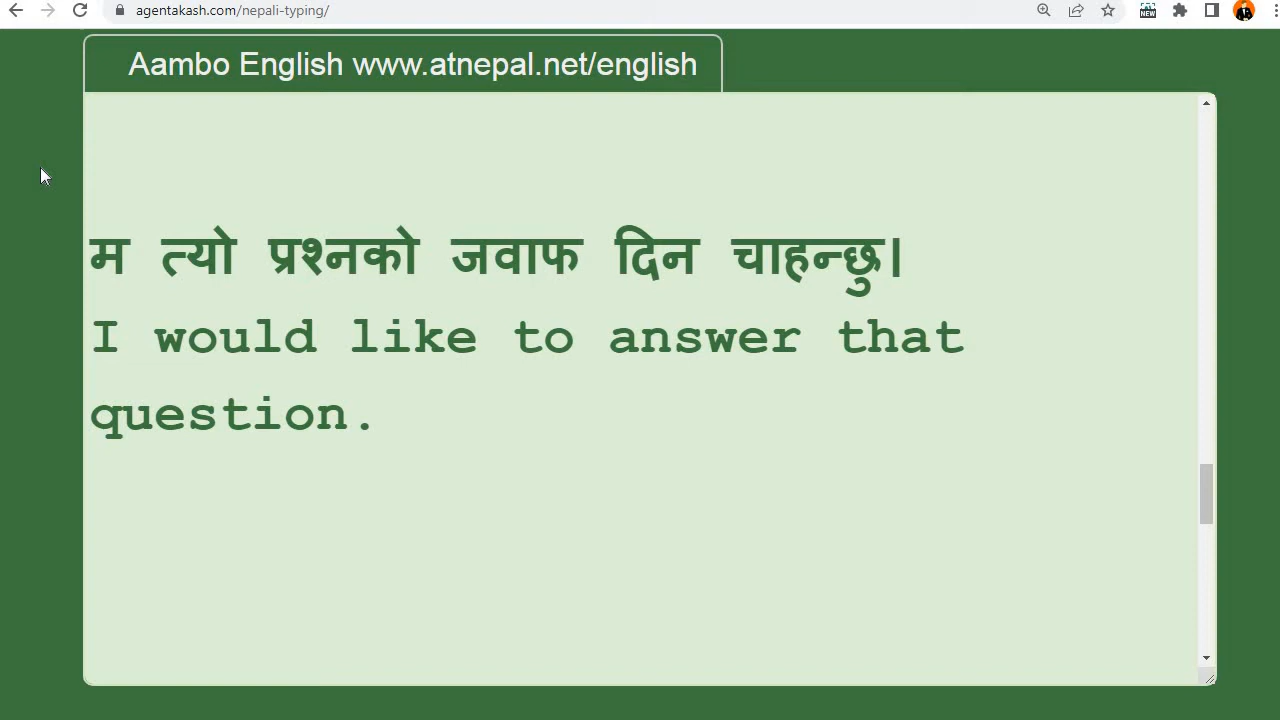 agentakash.com/nepali-typing/
NEW
Aambo English www.atnepal.net/english
म त्यो प्रश्नको जवाफ दिन चाहन्छु।
I would like to answer that
question.